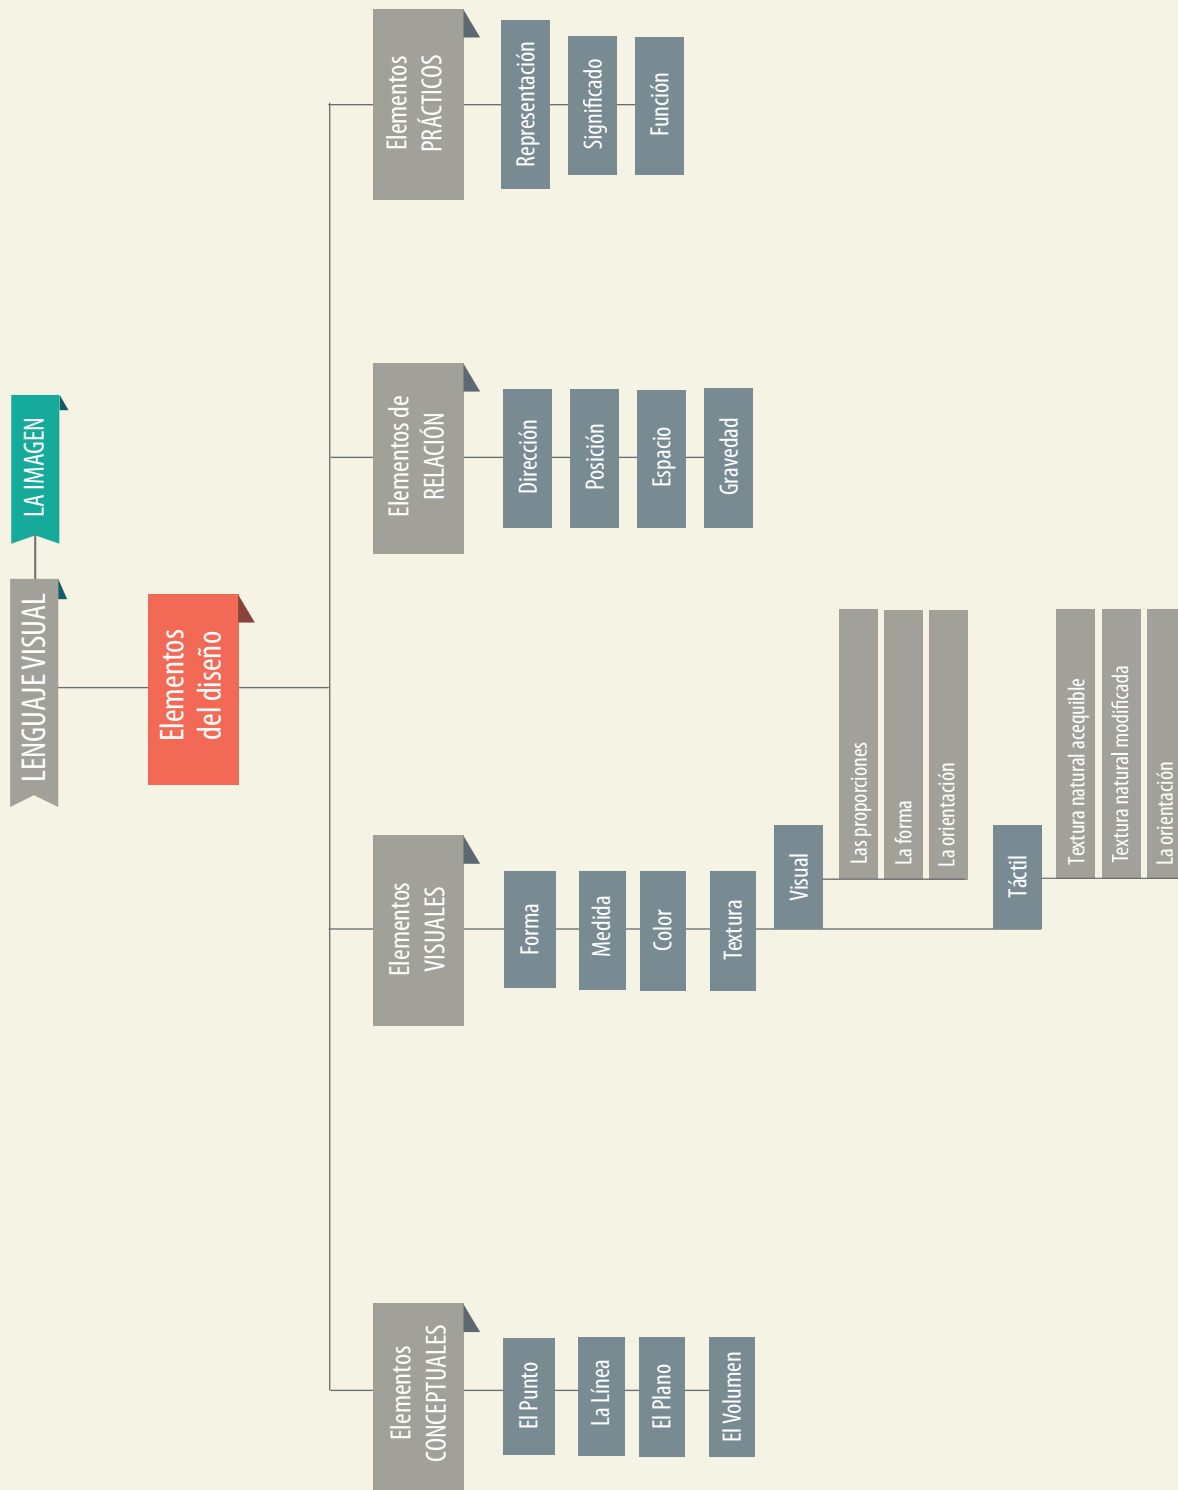 LENGUAJE VISUAL
LA IMAGEN
Elementos
del diseño
Elementos
CONCEPTUALES
El Punto
La Línea
El Plano
El Volumen
Elementos
VISUALES
Forma
Medida
Color
Textura
Visual
Las proporciones
La forma
La orientación
Táctil
Textura natural acequible
Textura natural modificada
La orientación
Elementos de
RELACIÓN
Dirección
Posición
Espacio
Gravedad
Elementos
PRÁCTICOS
Representación
Significado
Función